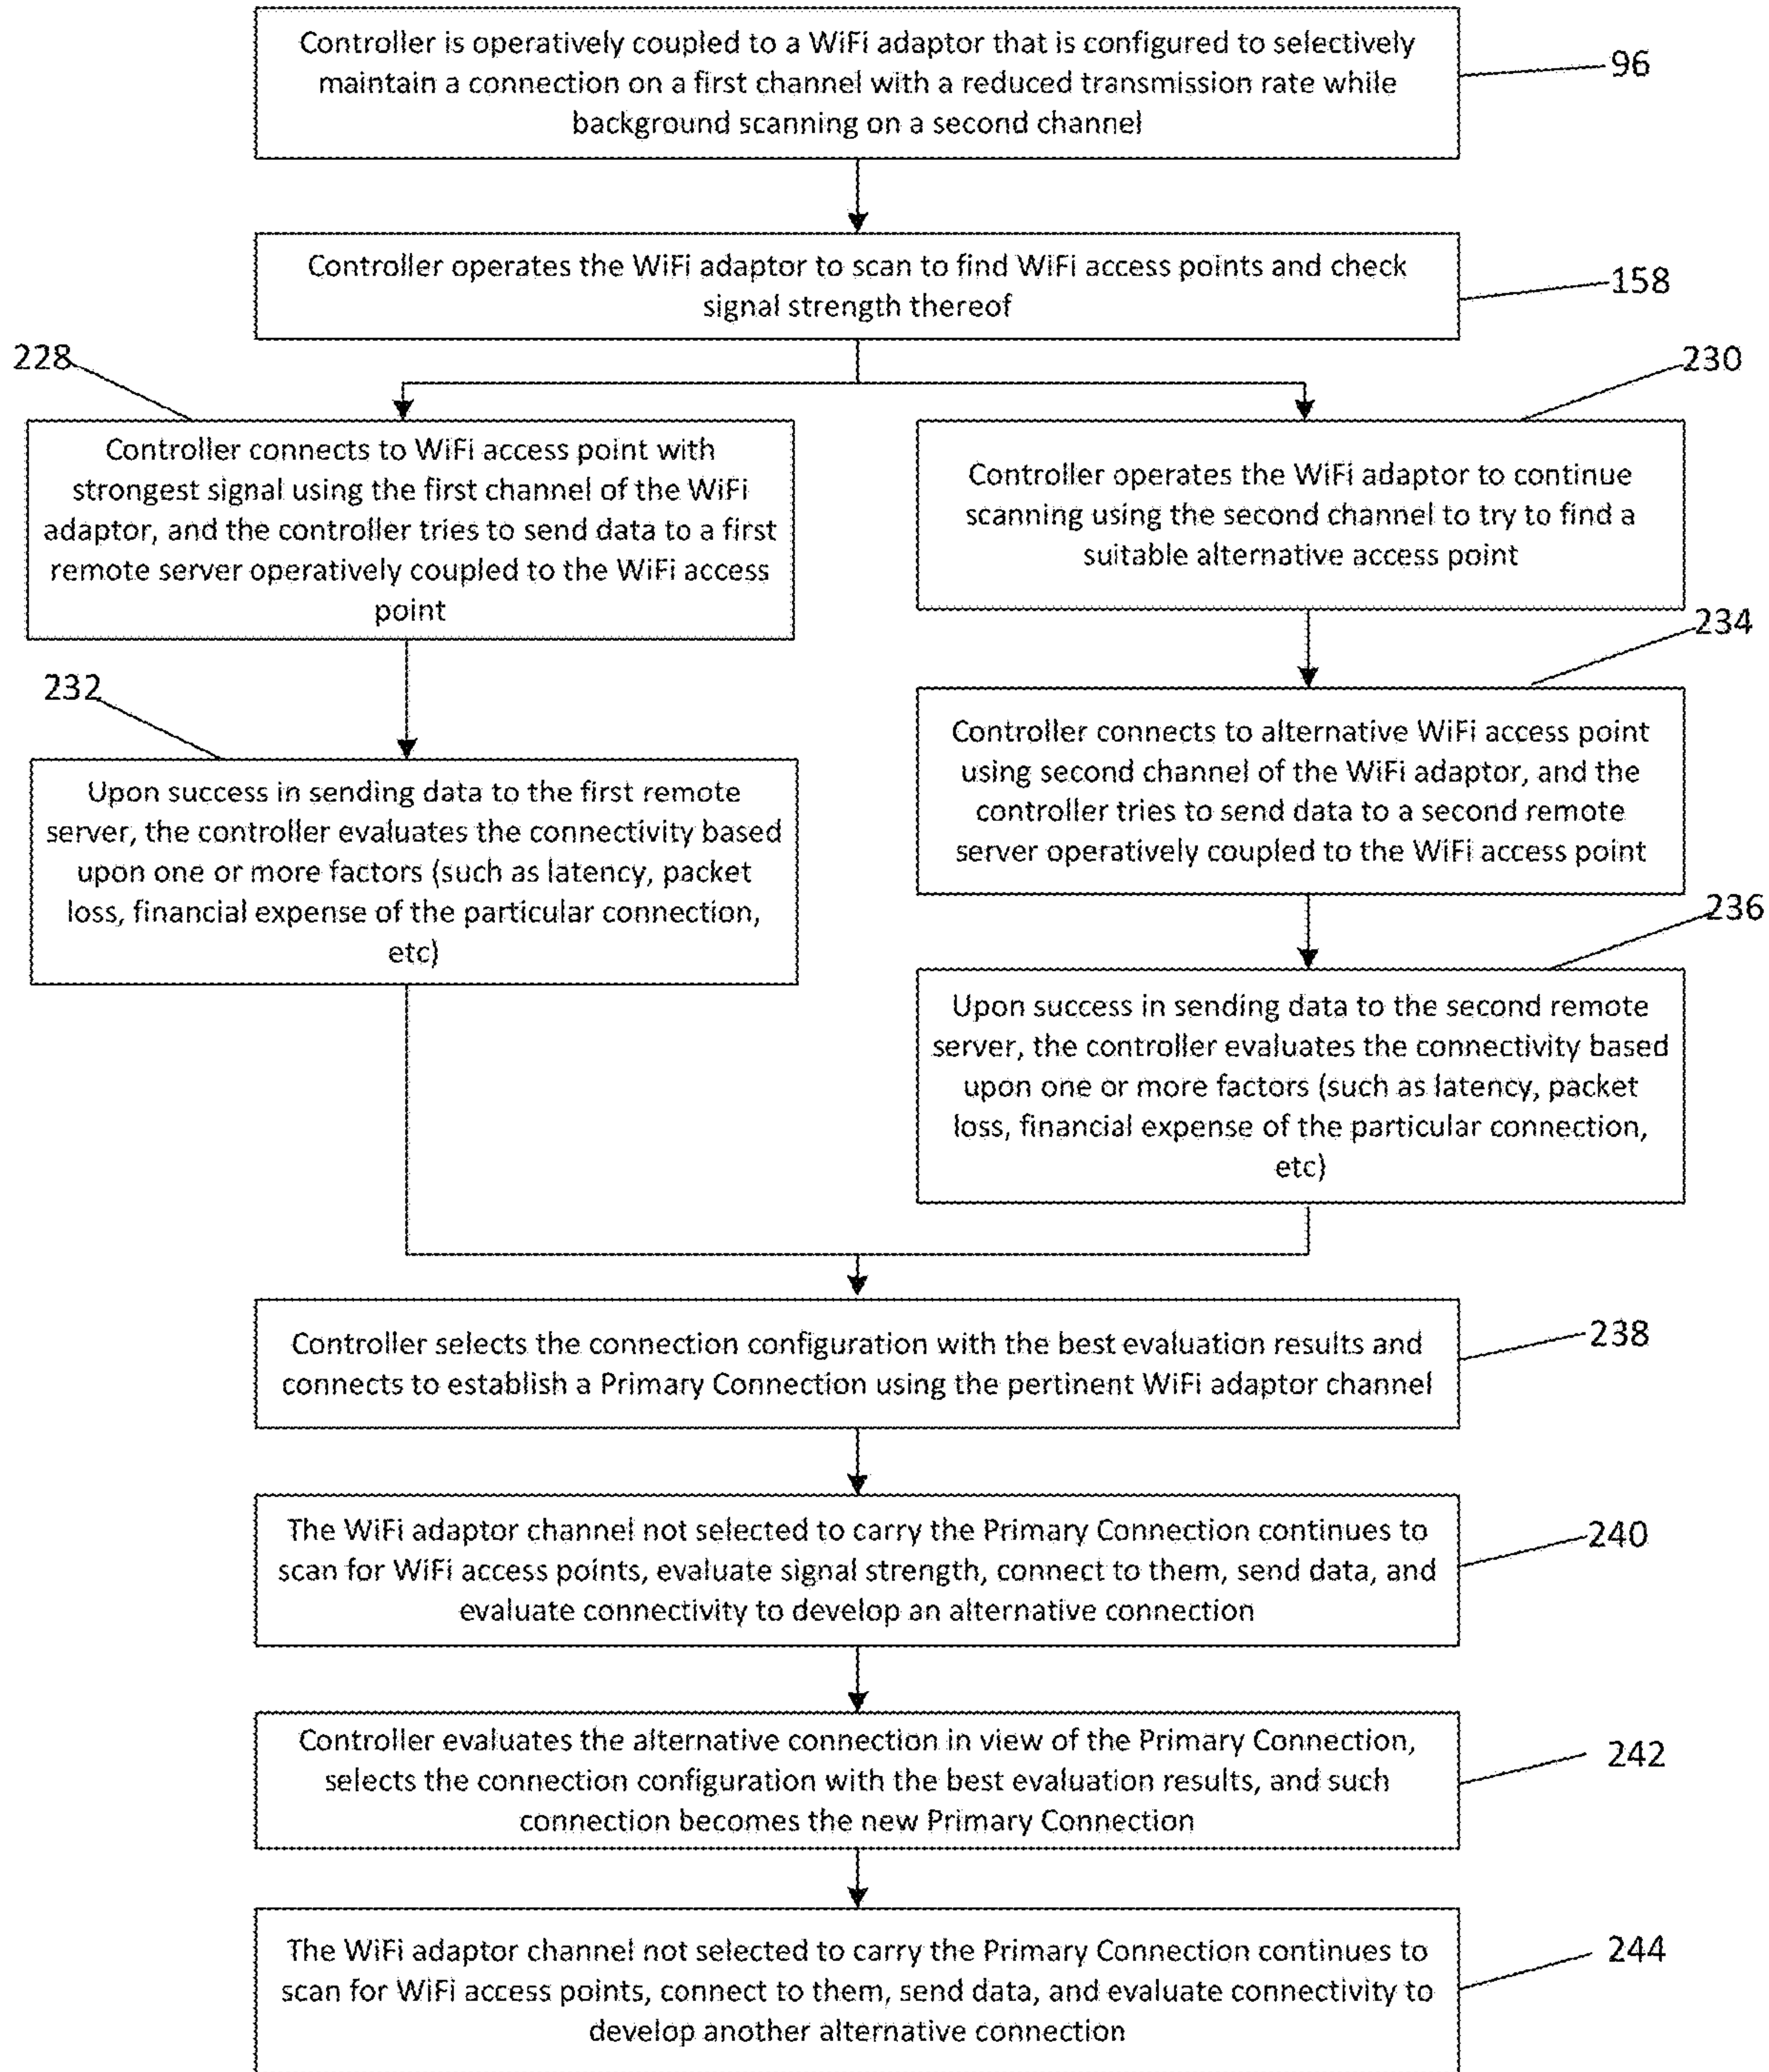 Controller is operatively coupled to a WiFi adaptor that is configured to selectively
maintain a connection on a first channel with a reduced transmission rate while
background scanning on a second channel
96
Controller operates the WiFi adaptor to scan to find WiFi access points and check
signal strength thereof
158
228
230
Controller connects to WiFi access point with
strongest signal using the first channel of the WiFi
adaptor, and the controller tries to send data to a first
remote server operatively coupled to the WiFi access
point
Controller operates the WiFi adaptor to continue
scanning using the second channel to try to find a
suitable alternative access point
232
234
Upon success in sending data to the first remote
server, the controller evaluates the connectivity based
upon one or more factors (such as latency, packet
loss, financial expense of the particular connection,
etc)
Controller connects to alternative WiFi access point
using second channel of the WiFi adaptor, and the
controller tries to send data to a second remote
server operatively coupled to the WiFi access point
236
Upon success in sending data to the second remote
server, the controller evaluates the connectivity based
upon one or more factors (such as latency, packet
loss, financial expense of the particular connection,
etc)
Controller selects the connection configuration with the best evaluation results and
connects to establish a Primary Connection using the pertinent WiFi adaptor channel
238
The WiFi adaptor channel not selected to carry the Primary Connection continues to
scan for WiFi access points, evaluate signal strength, connect to them, send data, and
evaluate connectivity to develop an alternative connection
240
Controller evaluates the alternative connection in view of the Primary Connection,
selects the connection configuration with the best evaluation results, and such
connection becomes the new Primary Connection
242
The WiFi adaptor channel not selected to carry the Primary Connection continues to
scan for WiFi access points, connect to them, send data, and evaluate connectivity to
develop another alternative connection
244